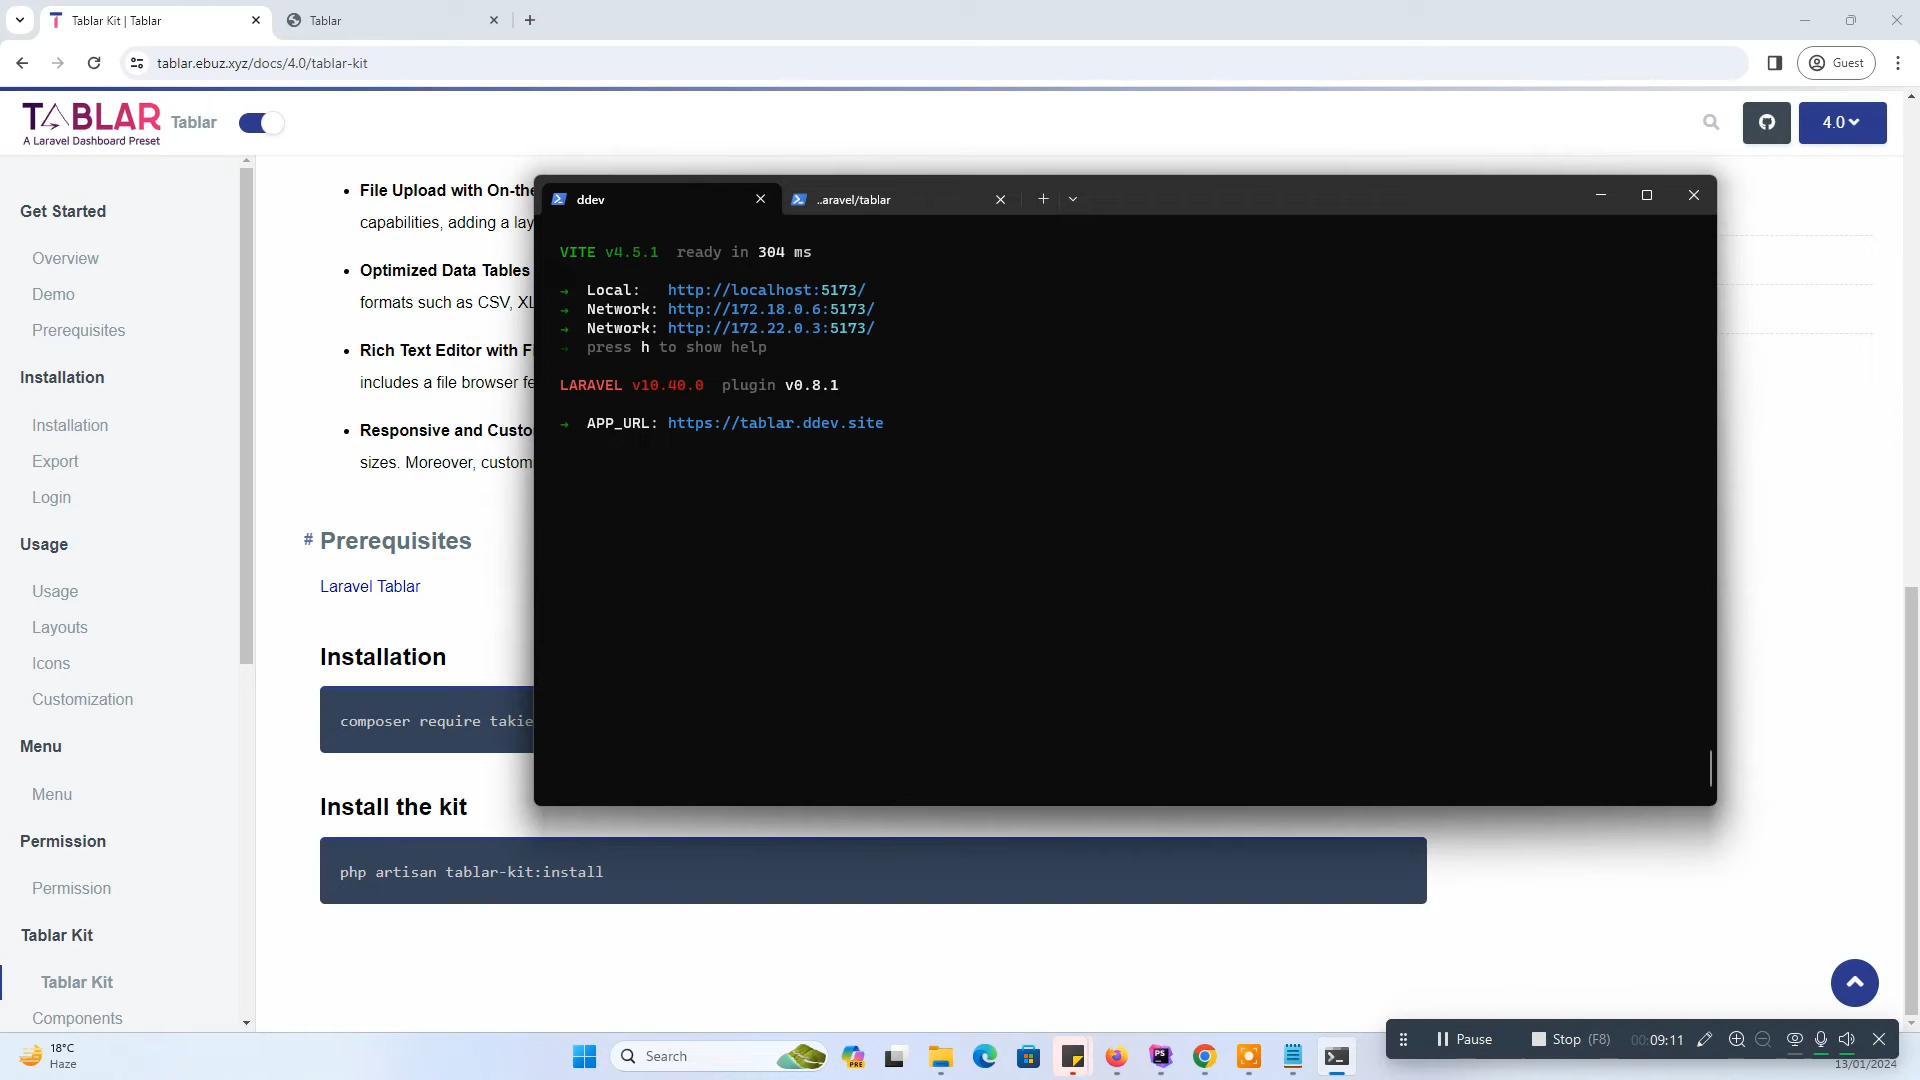 Tablar Kit | Tablar
Tablar
tablar.ebuz.xyz/docs/4.0/tablar-kit
Guest
TABLAR
A Laravel Dashboard Preset
Tablar
4.0
Get Started
Overview
Demo
Prerequisites
Installation
Installation
Export
Login
Usage
Usage
Layouts
Icons
Customization
Menu
Menu
Permission
Permission
Tablar Kit
Tablar Kit
Components
File Upload with On-the
capabilities, adding a lay
Optimized Data Tables
formats such as CSV, XL
Rich Text Editor with Fi
includes a file browser fe
Responsive and Custo
sizes. Moreover, customi
# Prerequisites
Laravel Tablar
Installation
composer require takie
Install the kit
php artisan tablar-kit:install
ddev
..aravel/tablar
VITE v4.5.1 ready in 304 ms
➜ Local: http://localhost:5173/
➜ Network: http://172.18.0.6:5173/
➜ Network: http://172.22.0.3:5173/
➜ press h to show help
LARAVEL v10.40.0 plugin v0.8.1
➜ APP_URL: https://tablar.ddev.site
Pause
Stop (F8)
00:09:11
18°C
Haze
Search
PRE
PS
13/01/2024